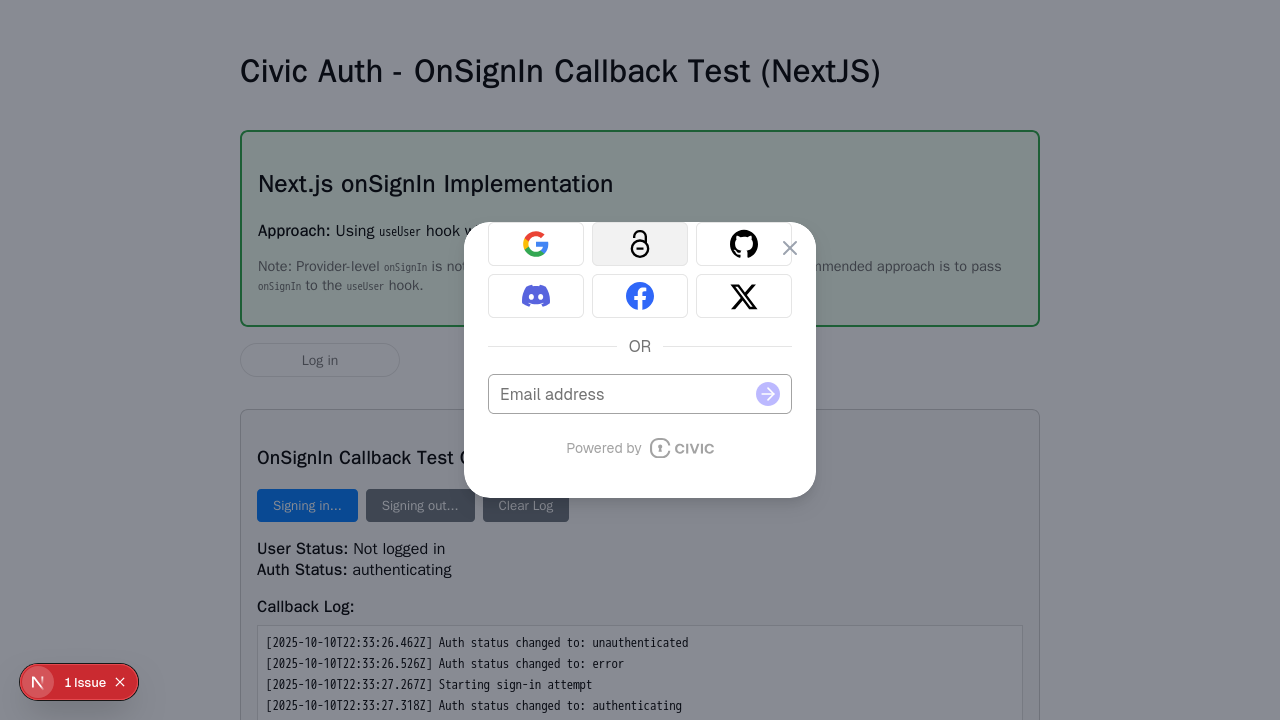 Civic Auth - OnSignIn Callback Test (NextJS)
Next.js onSignIn Implementation
Approach: Using useUser hook
Note: Provider-level onSignIn is
mmended approach is to pass
onSignIn to the useUser hook.
Log in
OR
Email address
Powered by CIVIC
OnSignIn Callback Test
Signing in...
Signing out...
Clear Log
User Status: Not logged in
Auth Status: authenticating
Callback Log:
[2025-10-10T22:33:26.462Z] Auth status changed to: unauthenticated
[2025-10-10T22:33:26.526Z] Auth status changed to: error
[2025-10-10T22:33:27.267Z] Starting sign-in attempt
[2025-10-10T22:33:27.318Z] Auth status changed to: authenticating
1 Issue